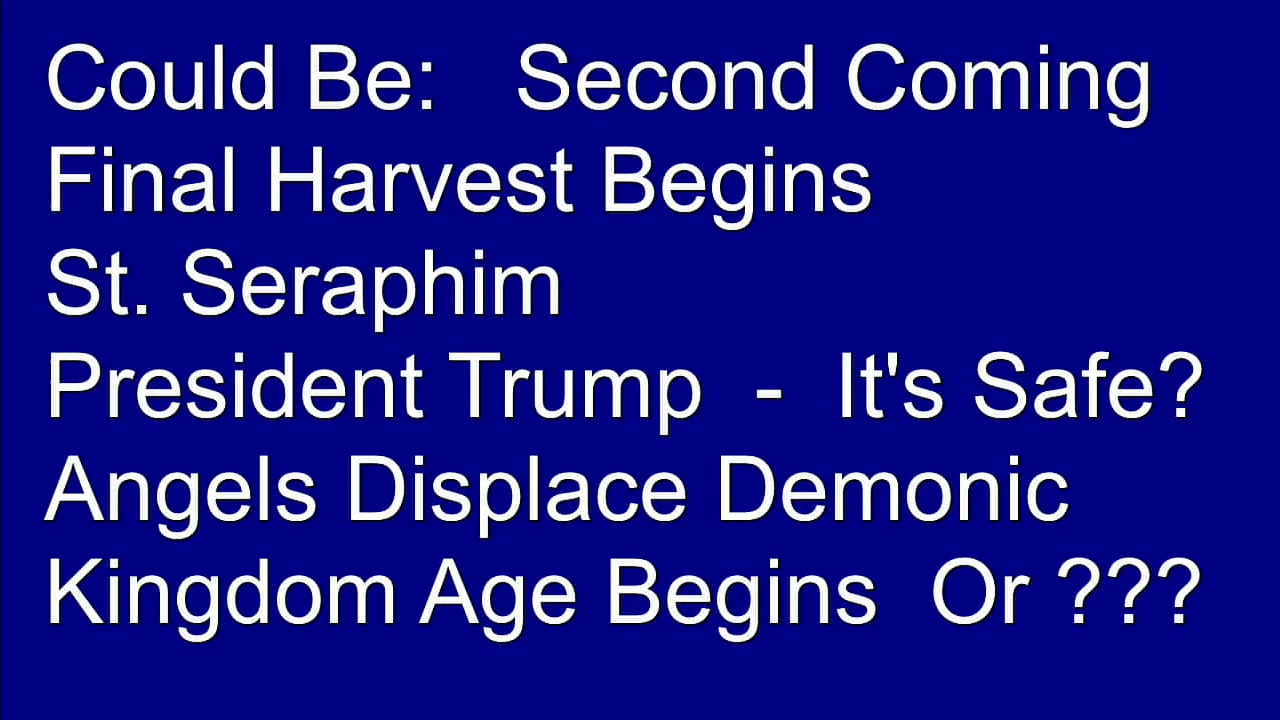 Could Be:   Second Coming
Final Harvest Begins
St. Seraphim
President Trump  -  It's Safe?
Angels Displace Demonic
Kingdom Age Begins  Or ???